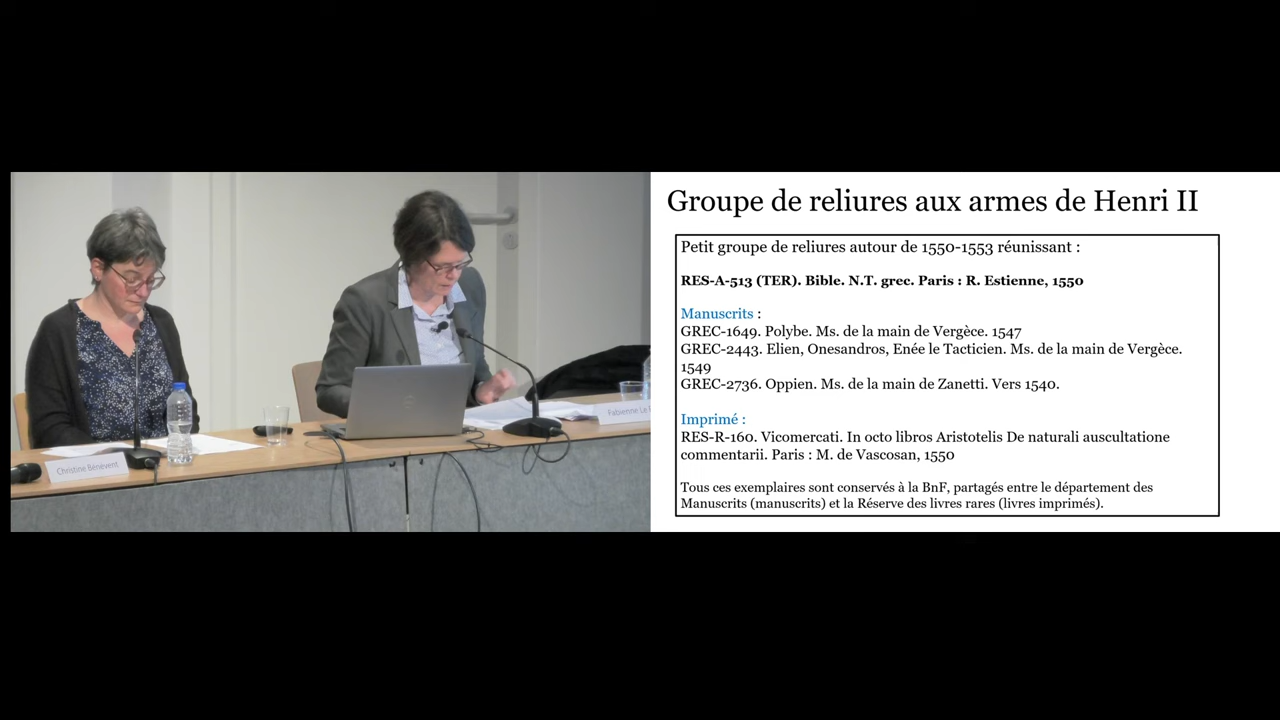 Groupe de reliures aux armes de Henri II
Petit groupe de reliures autour de 1550-1553 réunissant :
RES-A-513 (TER). Bible. N.T. grec. Paris : R. Estienne, 1550
Manuscrits :
GREC-1649. Polybe. Ms. de la main de Vergèce. 1547
GREC-2443. Elien, Onesandros, Enée le Tacticien. Ms. de la main de Vergèce.
1549
GREC-2736. Oppien. Ms. de la main de Zanetti. Vers 1540.
Imprimé :
RES-R-160. Vicomercati. In octo libros Aristotelis De naturali auscultatione
commentarii. Paris : M. de Vascosan, 1550
Tous ces exemplaires sont conservés à la BnF, partagés entre le département des
Manuscrits (manuscrits) et la Réserve des livres rares (livres imprimés).
Christine Bénévent
Fabienne Le